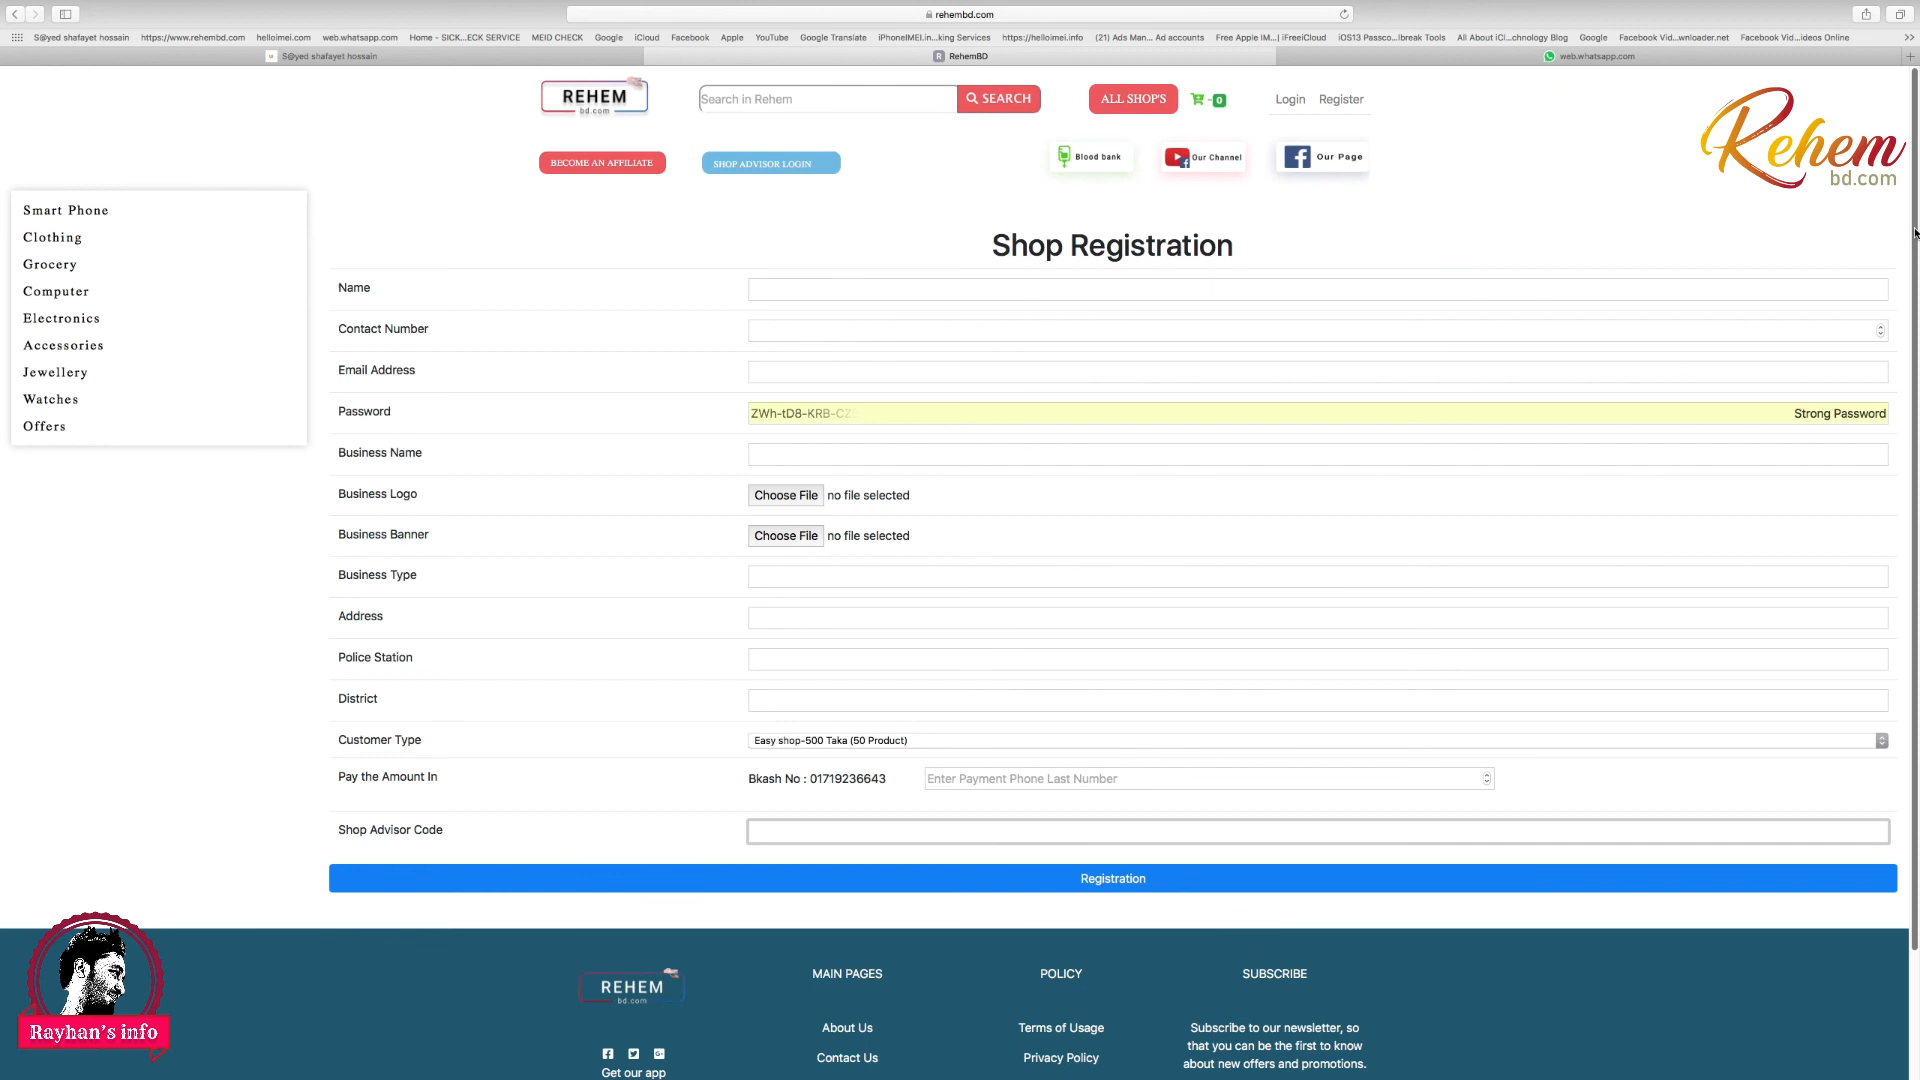 rehembd.com
S@yed shafayet hossain https://www.rehembd.com helloimei.com web.whatsapp.com Home - SICK...ECK SERVICE MEID CHECK Google iCloud Facebook Apple YouTube Google Translate iPhoneIMEI.in...king Services https://helloimei.info (21) Ads Man... Ad accounts Free Apple IM...| iFreeiCloud iOS13 Passco...lbreak Tools All About iCl...chnology Blog Google Facebook Vid...wnloader.net Facebook Vid...ideos Online
S@yed shafayet hossain R RehemBD web.whatsapp.com
REHEM
bd.com
Search in Rehem SEARCH ALL SHOP'S - 0 Login Register
Rehem
bd.com
BECOME AN AFFILIATE SHOP ADVISOR LOGIN Blood bank Our Channel Our Page
Smart Phone
Clothing
Grocery
Computer
Electronics
Accessories
Jewellery
Watches
Offers
Shop Registration
Name
Contact Number
Email Address
Password ZWh-tD8-KRB-CZ Strong Password
Business Name
Business Logo Choose File no file selected
Business Banner Choose File no file selected
Business Type
Address
Police Station
District
Customer Type Easy shop-500 Taka (50 Product)
Pay the Amount In Bkash No : 01719236643 Enter Payment Phone Last Number
Shop Advisor Code
Registration
REHEM
bd.com
Get our app
MAIN PAGES
About Us
Contact Us
POLICY
Terms of Usage
Privacy Policy
SUBSCRIBE
Subscribe to our newsletter, so
that you can be the first to know
about new offers and promotions.
Rayhan's info